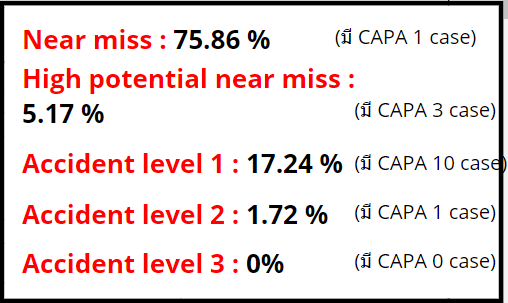 Near miss : 75.86 % (มี CAPA 1 case)
High potential near miss :
5.17 % (มี CAPA 3 case)
Accident level 1 : 17.24 % (มี CAPA 10 case)
Accident level 2 : 1.72 % (มี CAPA 1 case)
Accident level 3 : 0% (มี CAPA 0 case)